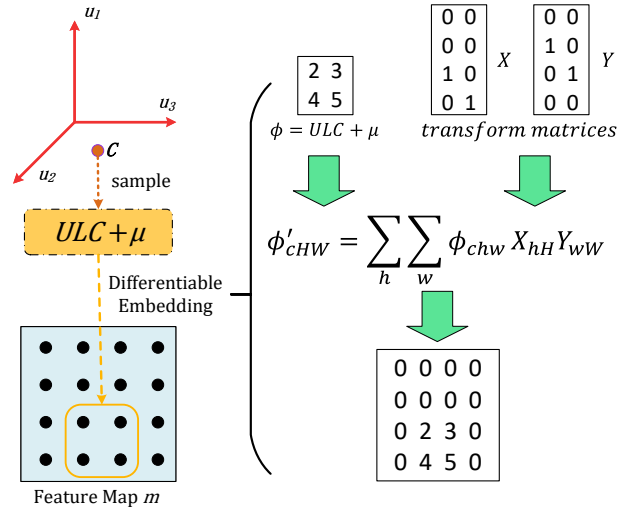 u₁
u₃
u₂
C
sample
ULC+μ
Differentiable
Embedding
Feature Map m
2 3
4 5
ϕ = ULC + μ
0 0
0 0
1 0
0 1
X
0 0
1 0
0 1
0 0
Y
transform matrices
ϕ′cHW = ∑h ∑w ϕchw XhH YwW
0 0 0 0
0 0 0 0
0 2 3 0
0 4 5 0